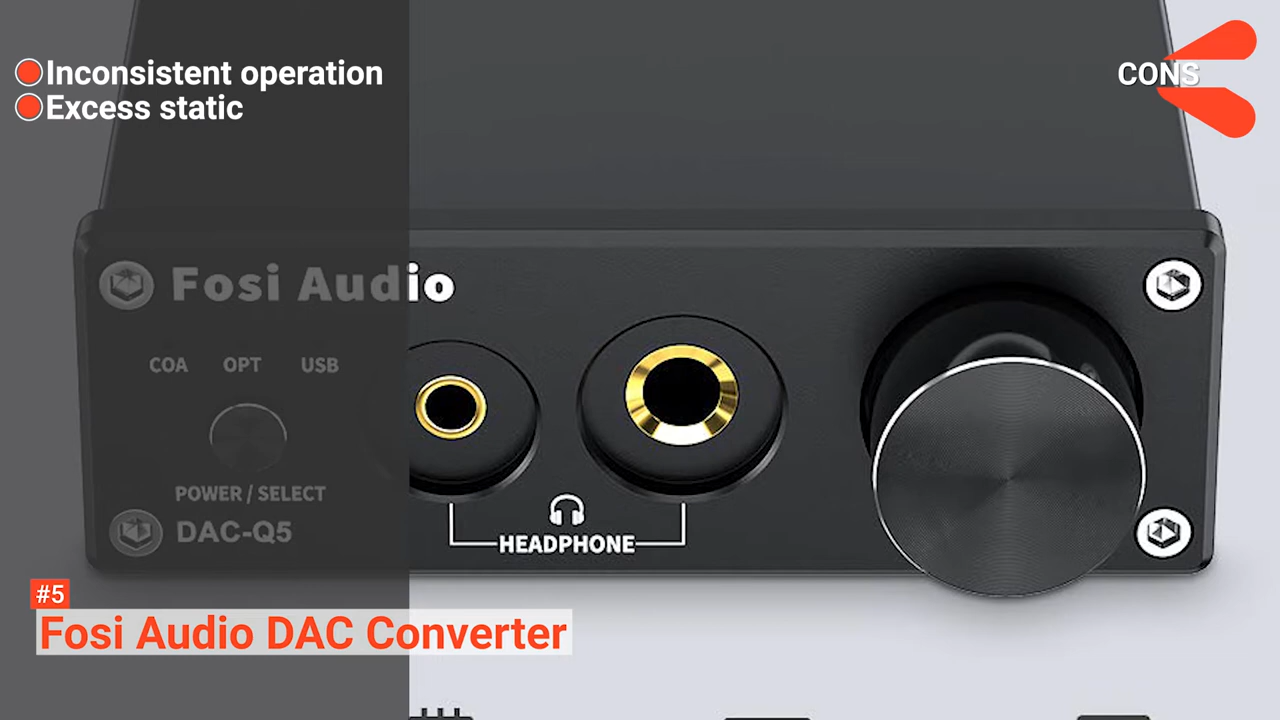 Inconsistent operation
Excess static
CONS
Fosi Audio
COA OPT USB
POWER / SELECT
DAC-Q5
HEADPHONE
#5
Fosi Audio DAC Converter